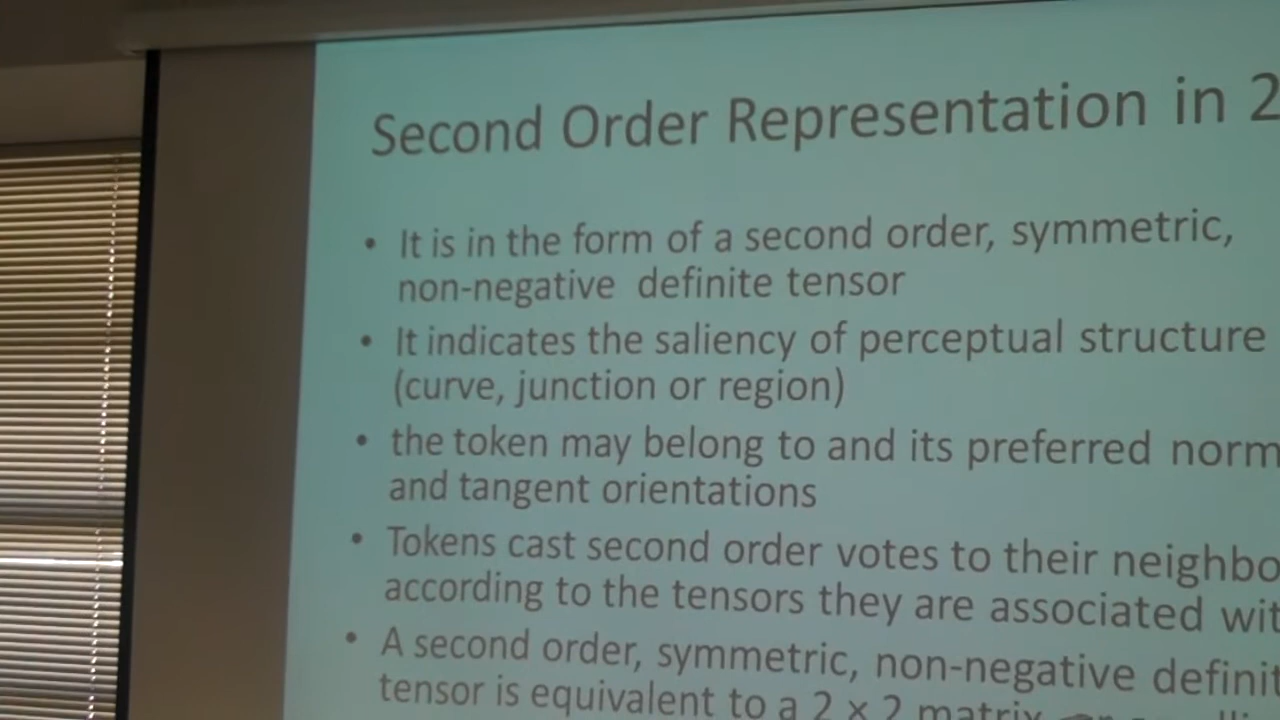 Second Order Representation in 2
• It is in the form of a second order, symmetric,
non-negative definite tensor
• It indicates the saliency of perceptual structure
(curve, junction or region)
• the token may belong to and its preferred norm
and tangent orientations
• Tokens cast second order votes to their neighbo
according to the tensors they are associated wit
• A second order, symmetric, non-negative definit
tensor is equivalent to a 2 × 2 matrix